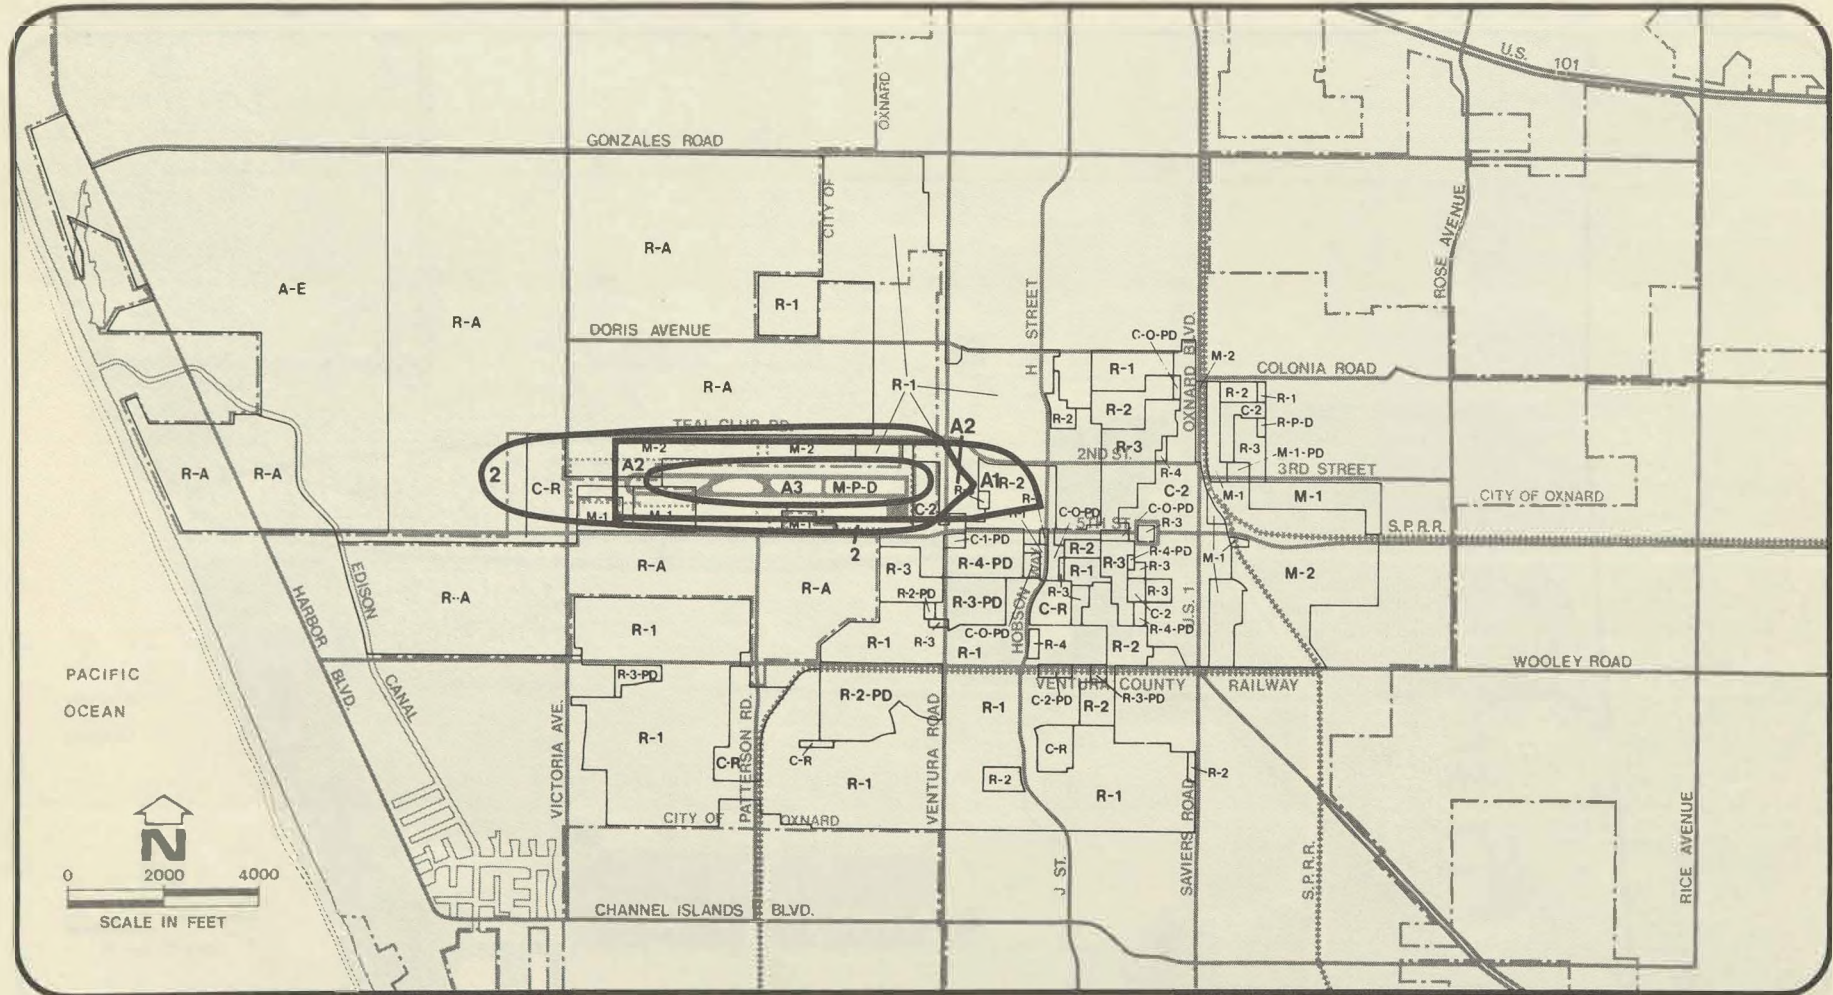 U.S. 101
OXNARD
GONZALES ROAD
CITY OF
ROSE AVENUE
R-A
A-E
R-1
R-A
H STREET
DORIS AVENUE
C-O-PD
OXNARD BLVD.
M-2
R-1
COLONIA ROAD
R-A
R-1
R-2
R-1
R-2
R-2
C-2
R-P-D
TEAL CLUB RD.
A2
R-3
R-3
M-1-PD
M-2
M-2
2ND ST.
3RD STREET
R-4
R-A
R-A
2
C-R
A2
A3
M-P-D
A1
R-2
C-2
M-1
M-1
CITY OF OXNARD
M-1
M-1
M-1
C-2
C-O-PD
C-O-PD
5TH ST.
R-3
S.P.R.R.
2
C-1-PD
R-2
R-4-PD
M-1
R-A
R-3
R-4-PD
R-1
R-3
R-3
M-2
EDISON
R-A
R-A
R-2-PD
R-3-PD
R-3
R-3
HARBOR
C-R
C-2
U.S. 1
R-4-PD
R-1
R-1
R-3
C-O-PD
R-1
HOBSON WAY
R-4
R-2
WOOLEY ROAD
PACIFIC
OCEAN
BLVD.
CANAL
R-3-PD
VENTURA COUNTY RAILWAY
R-2-PD
R-1
C-2-PD
R-2
R-3-PD
R-1
C-R
C-R
C-R
R-1
R-2
R-1
R-2
VICTORIA AVE.
PATTERSON RD.
VENTURA ROAD
SAVIERS ROAD
RICE AVENUE
CITY OF OXNARD
N
J ST.
S.P.R.R.
0 2000 4000
SCALE IN FEET
CHANNEL ISLANDS BLVD.